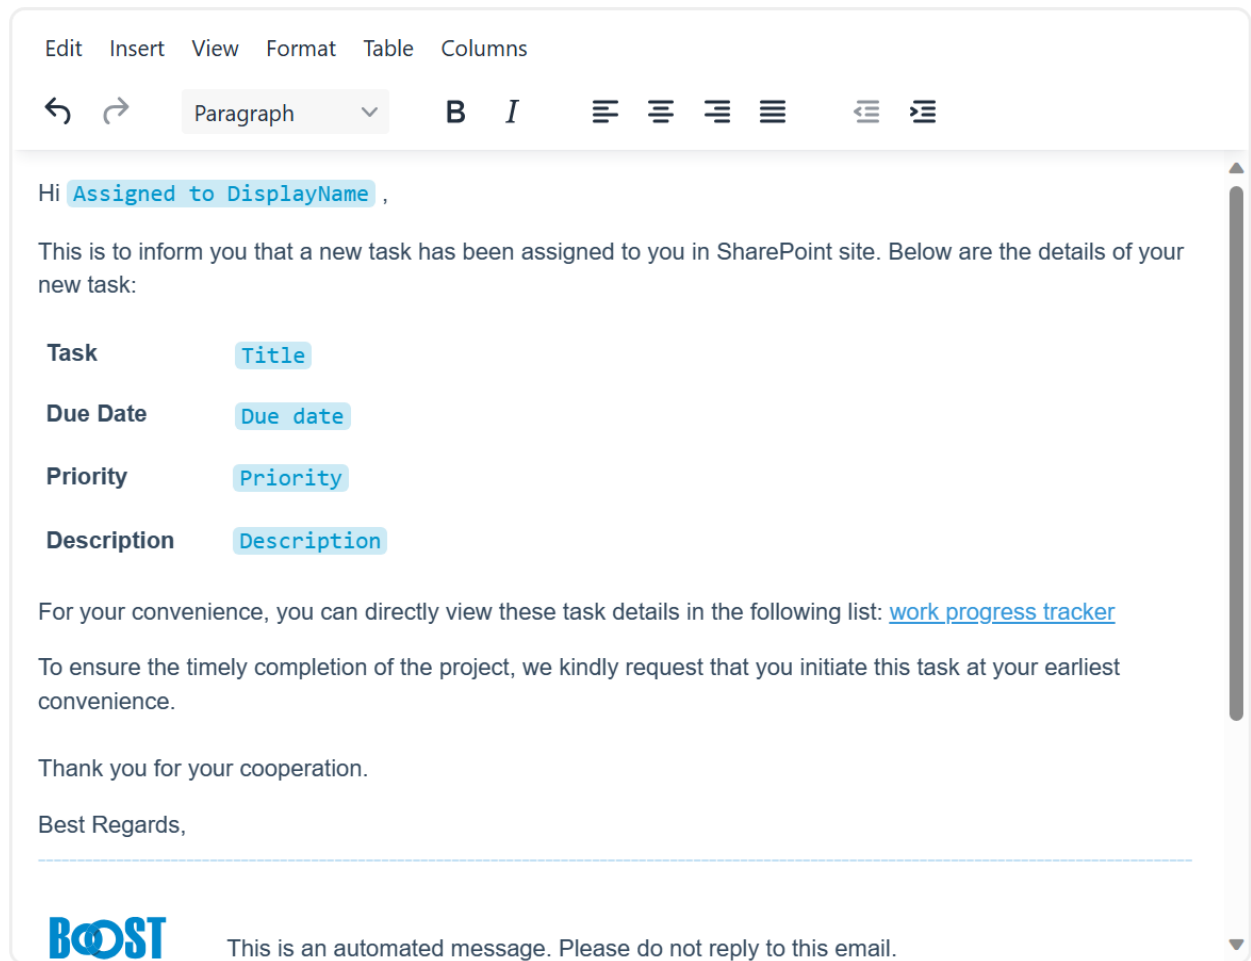 Edit Insert View Format Table Columns
Paragraph B I
Hi Assigned to DisplayName ,
This is to inform you that a new task has been assigned to you in SharePoint site. Below are the details of your
new task:
Task Title
Due Date Due date
Priority Priority
Description Description
For your convenience, you can directly view these task details in the following list: work progress tracker
To ensure the timely completion of the project, we kindly request that you initiate this task at your earliest
convenience.
Thank you for your cooperation.
Best Regards,
BOOST This is an automated message. Please do not reply to this email.